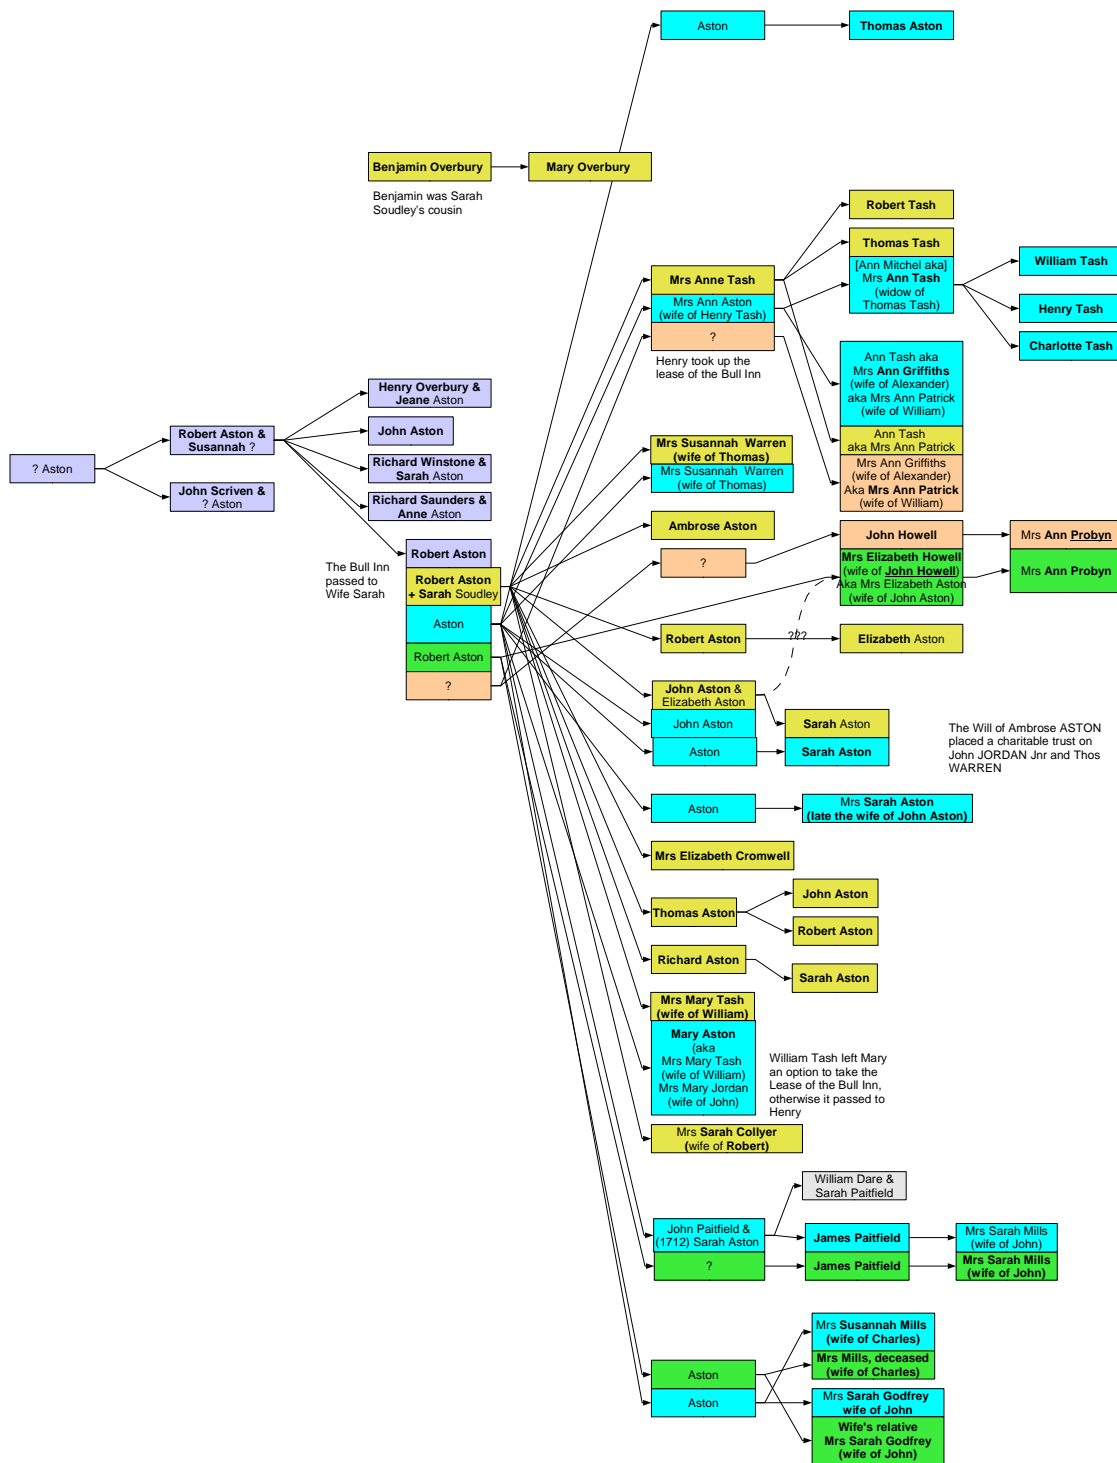 Aston
Thomas Aston
Benjamin Overbury
Mary Overbury
Benjamin was Sarah
Soudley's cousin
Robert Tash
Thomas Tash
[Ann Mitchel aka]
Mrs Ann Tash
(widow of
Thomas Tash)
William Tash
Henry Tash
Charlotte Tash
Mrs Anne Tash
Mrs Ann Aston
(wife of Henry Tash)
?
Henry took up the
lease of the Bull Inn
Ann Tash aka
Mrs Ann Griffiths
(wife of Alexander)
aka Mrs Ann Patrick
(wife of William)
Ann Tash
aka Mrs Ann Patrick
Mrs Ann Griffiths
(wife of Alexander)
Aka Mrs Ann Patrick
(wife of William)
? Aston
Robert Aston &
Susannah ?
John Scriven &
? Aston
Henry Overbury &
Jeane Aston
John Aston
Richard Winstone &
Sarah Aston
Richard Saunders &
Anne Aston
The Bull Inn
passed to
Wife Sarah
Robert Aston
Robert Aston
+ Sarah Soudley
Aston
Robert Aston
?
Mrs Susannah Warren
(wife of Thomas)
Mrs Susannah Warren
(wife of Thomas)
Ambrose Aston
?
John Howell
Mrs Elizabeth Howell
(wife of John Howell)
Aka Mrs Elizabeth Aston
(wife of John Aston)
Mrs Ann Probyn
Mrs Ann Probyn
Robert Aston
???
Elizabeth Aston
John Aston &
Elizabeth Aston
John Aston
Aston
Sarah Aston
Sarah Aston
The Will of Ambrose ASTON
placed a charitable trust on
John JORDAN Jnr and Thos
WARREN
Aston
Mrs Sarah Aston
(late the wife of John Aston)
Mrs Elizabeth Cromwell
Thomas Aston
John Aston
Robert Aston
Richard Aston
Sarah Aston
Mrs Mary Tash
(wife of William)
Mary Aston
(aka
Mrs Mary Tash
(wife of William)
Mrs Mary Jordan
(wife of John)
William Tash left Mary
an option to take the
Lease of the Bull Inn,
otherwise it passed to
Henry
Mrs Sarah Collyer
(wife of Robert)
William Dare &
Sarah Paitfield
John Paitfield &
(1712) Sarah Aston
?
James Paitfield
James Paitfield
Mrs Sarah Mills
(wife of John)
Mrs Sarah Mills
(wife of John)
Aston
Aston
Mrs Susannah Mills
(wife of Charles)
Mrs Mills, deceased
(wife of Charles)
Mrs Sarah Godfrey
wife of John
Wife's relative
Mrs Sarah Godfrey
(wife of John)